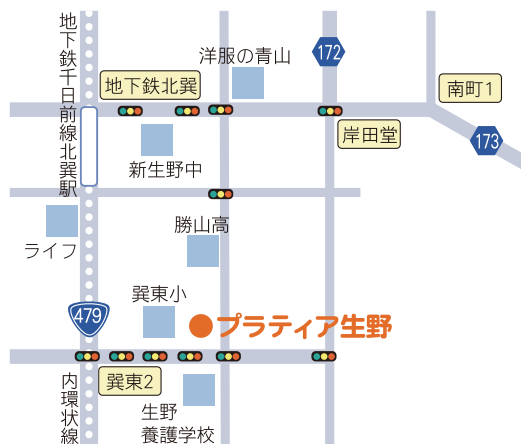 地下鉄千日前線北巽駅
洋服の青山
172
地下鉄北巽
南町1
岸田堂
173
新生野中
勝山高
ライフ
巽東小
479
プラティア生野
巽東2
内環状線
生野
養護学校